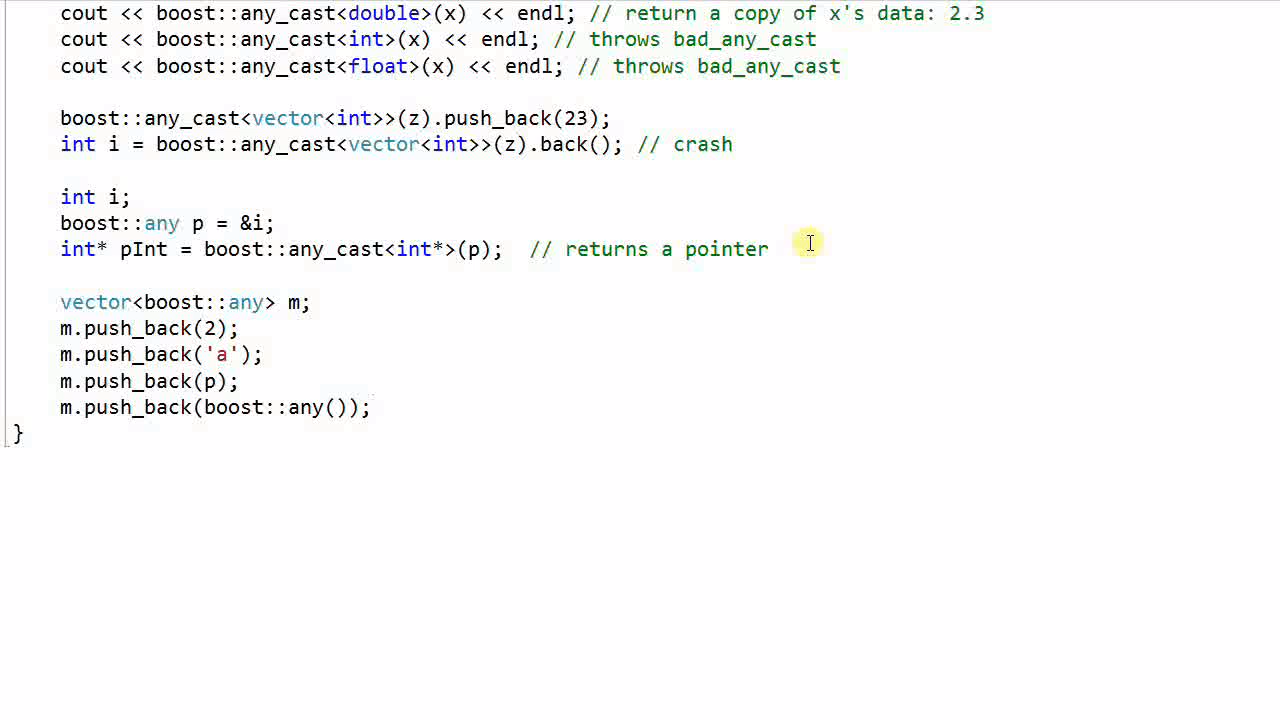 cout << boost::any_cast<double>(x) << endl; // return a copy of x's data: 2.3
cout << boost::any_cast<int>(x) << endl; // throws bad_any_cast
cout << boost::any_cast<float>(x) << endl; // throws bad_any_cast
boost::any_cast<vector<int>>(z).push_back(23);
int i = boost::any_cast<vector<int>>(z).back(); // crash
int i;
boost::any p = &i;
int* pInt = boost::any_cast<int*>(p);  // returns a pointer
vector<boost::any> m;
m.push_back(2);
m.push_back('a');
m.push_back(p);
m.push_back(boost::any());
}